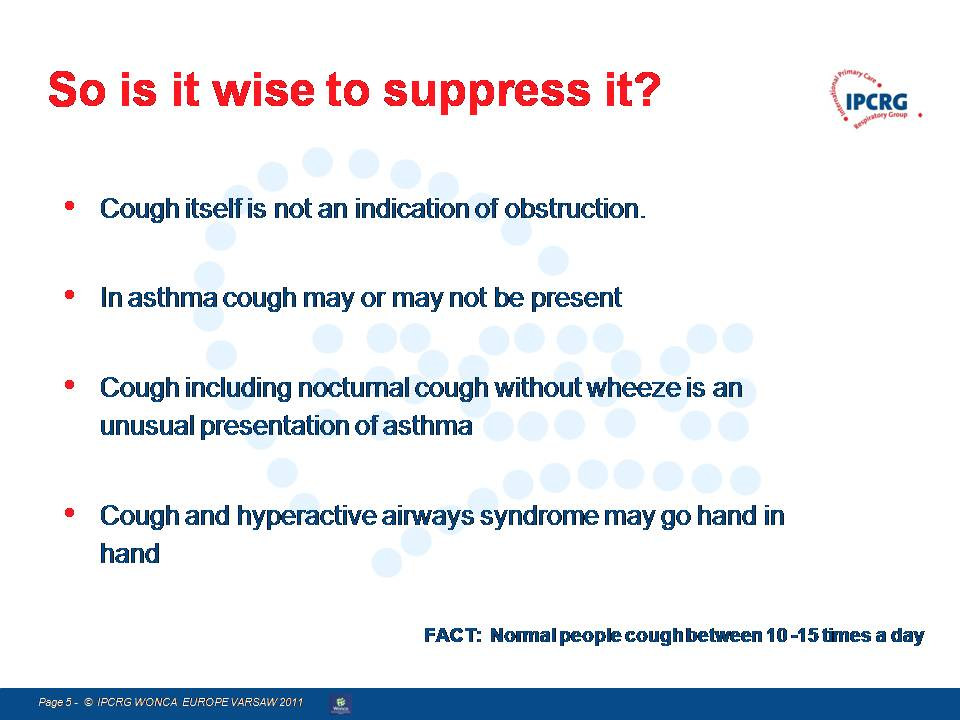 So is it wise to suppress it?
International Primary Care
IPCRG
Respiratory Group
• Cough itself is not an indication of obstruction.
• In asthma cough may or may not be present
• Cough including nocturnal cough without wheeze is an
unusual presentation of asthma
• Cough and hyperactive airways syndrome may go hand in
hand
FACT: Normal people cough between 10 -15 times a day
Page 5 - © IPCRG WONCA EUROPE VARSAW 2011
Wonca